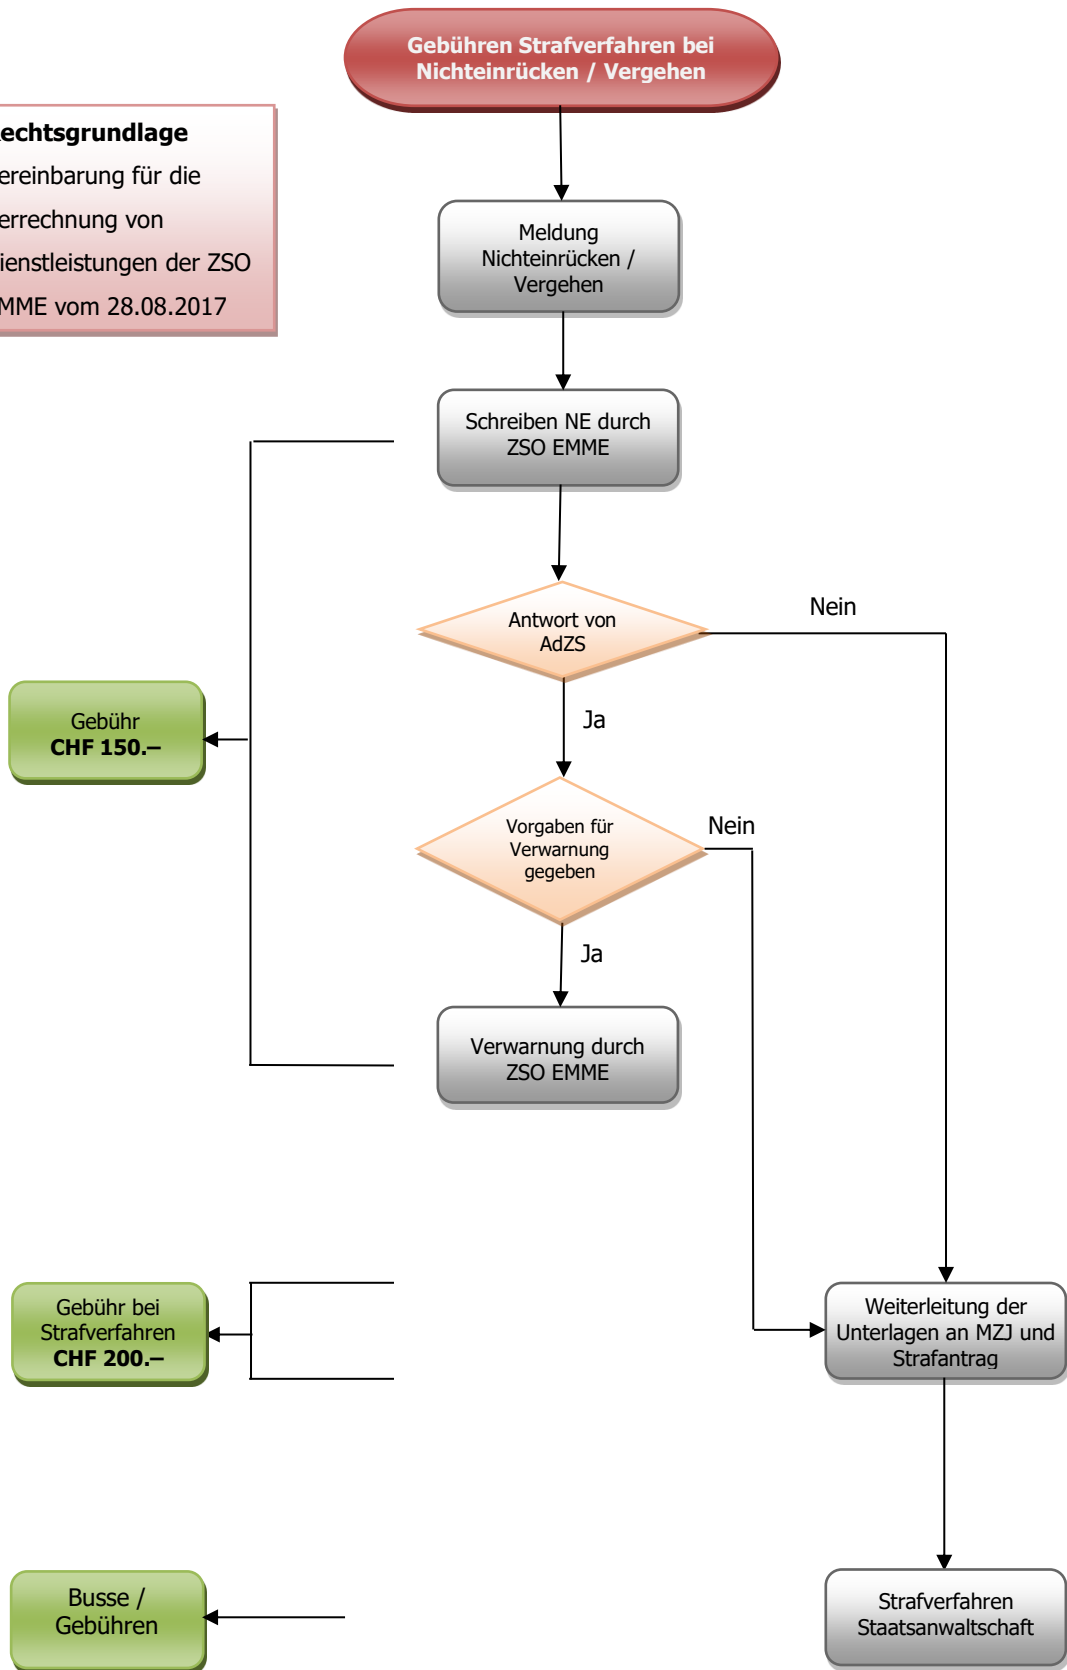 Gebühren Strafverfahren bei
Nichteinrücken / Vergehen
echtsgrundlage
ereinbarung für die
errechnung von
ienstleistungen der ZSO
MME vom 28.08.2017
Meldung
Nichteinrücken /
Vergehen
Schreiben NE durch
ZSO EMME
Antwort von
AdZS
Nein
Ja
Gebühr
CHF 150.–
Vorgaben für
Verwarnung
gegeben
Nein
Ja
Verwarnung durch
ZSO EMME
Gebühr bei
Strafverfahren
CHF 200.–
Weiterleitung der
Unterlagen an MZJ und
Strafantrag
Busse /
Gebühren
Strafverfahren
Staatsanwaltschaft